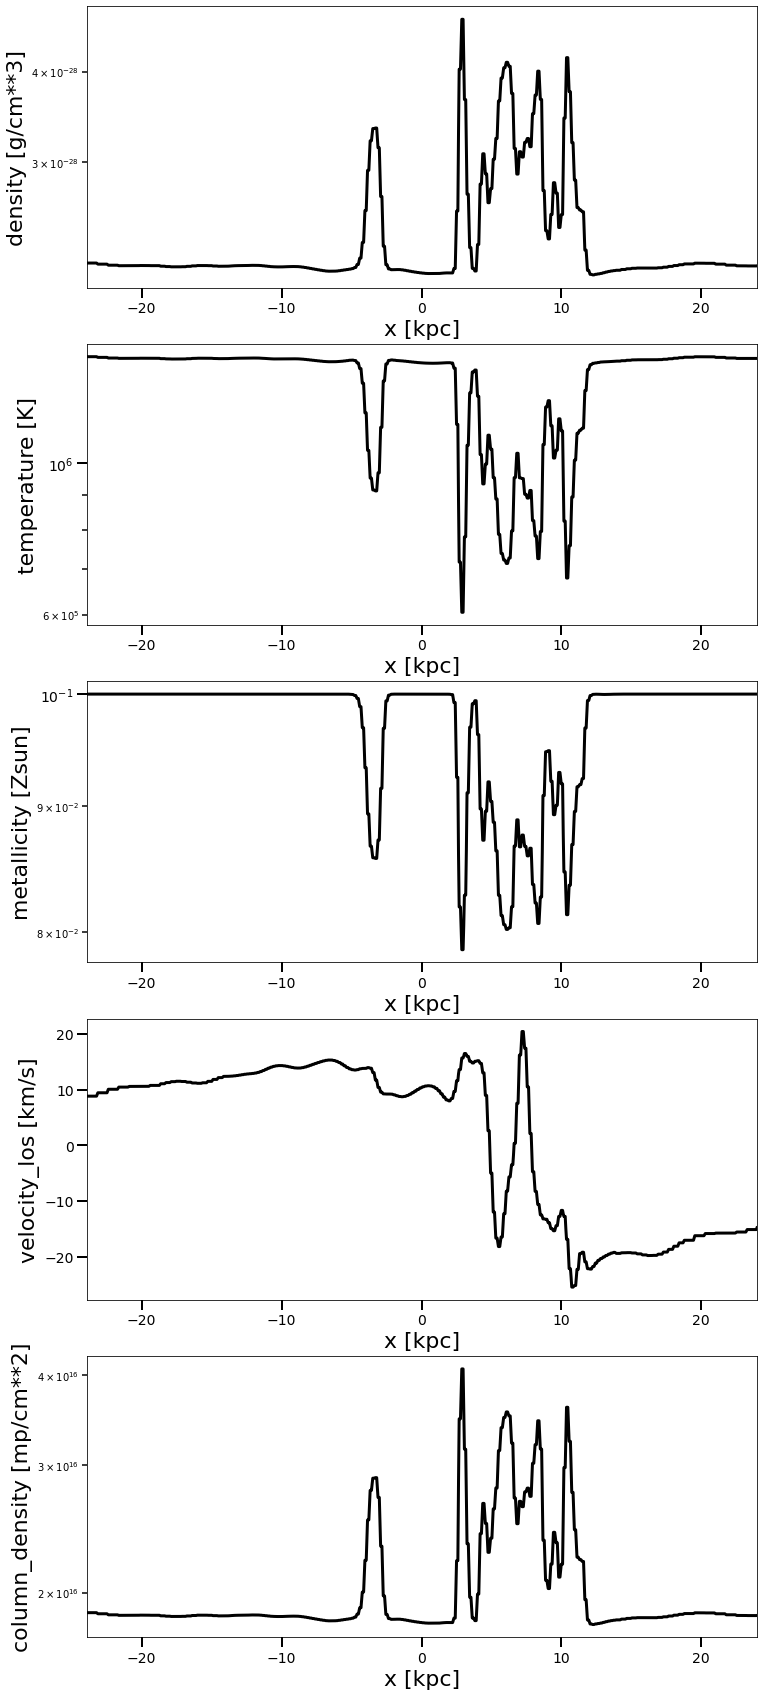 density [g/cm**3]
4×10⁻²⁸
3×10⁻²⁸
−20 −10 0 10 20
x [kpc]
temperature [K]
10⁶
6×10⁵
−20 −10 0 10 20
x [kpc]
metallicity [Zsun]
10⁻¹
9×10⁻²
8×10⁻²
−20 −10 0 10 20
x [kpc]
velocity_los [km/s]
20
10
0
−10
−20
−20 −10 0 10 20
x [kpc]
column_density [mp/cm**2]
4×10¹⁶
3×10¹⁶
2×10¹⁶
−20 −10 0 10 20
x [kpc]